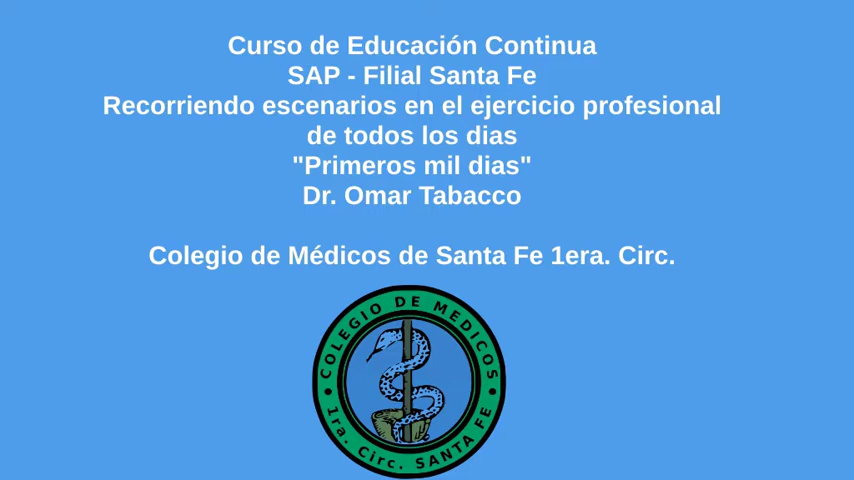 Curso de Educación Continua
SAP - Filial Santa Fe
Recorriendo escenarios en el ejercicio profesional
de todos los dias
"Primeros mil dias"
Dr. Omar Tabacco
Colegio de Médicos de Santa Fe 1era. Circ.
COLEGIO DE MEDICOS
1ra. Circ. SANTA FE